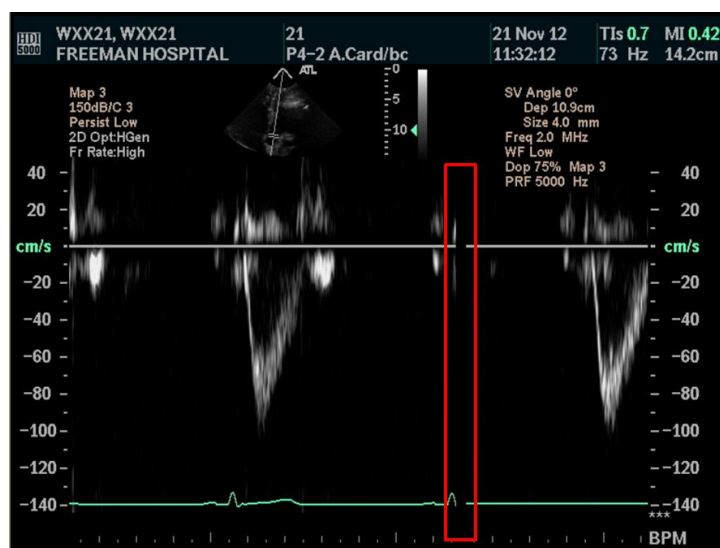 HDI
5000
WXX21, WXX21
FREEMAN HOSPITAL
21
P4-2 A.Card/bc
21 Nov 12
11:32:12
TIs 0.7
73 Hz
MI 0.42
14.2cm
ATL
Map 3
150dB/C 3
Persist Low
2D Opt:HGen
Fr Rate:High
0
5
10
SV Angle 0°
Dep 10.9cm
Size 4.0 mm
Freq 2.0 MHz
WF Low
Dop 75% Map 3
PRF 5000 Hz
40 40
20 20
cm/s cm/s
-20 -20
-40 -40
-60 -60
-80 -80
-100 -100
-120 -120
-140 -140
***
BPM